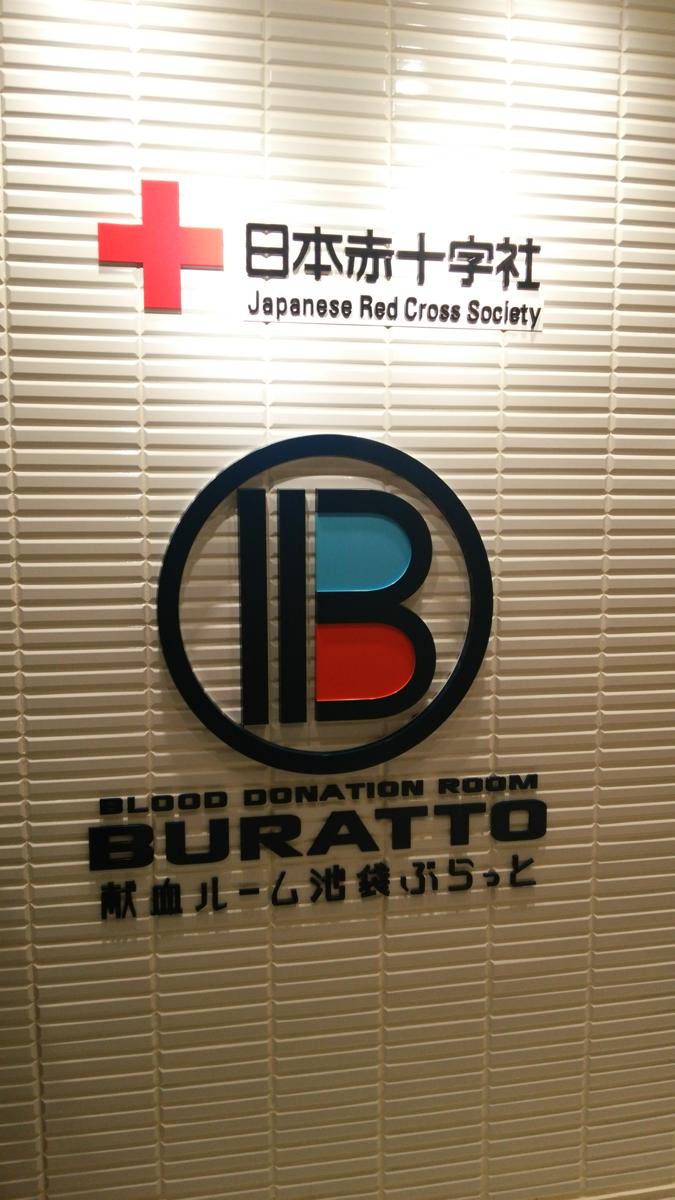 日本赤十字社
Japanese Red Cross Society
B
BLOOD DONATION ROOM
BURATTO
献血ルーム池袋ぶらっと